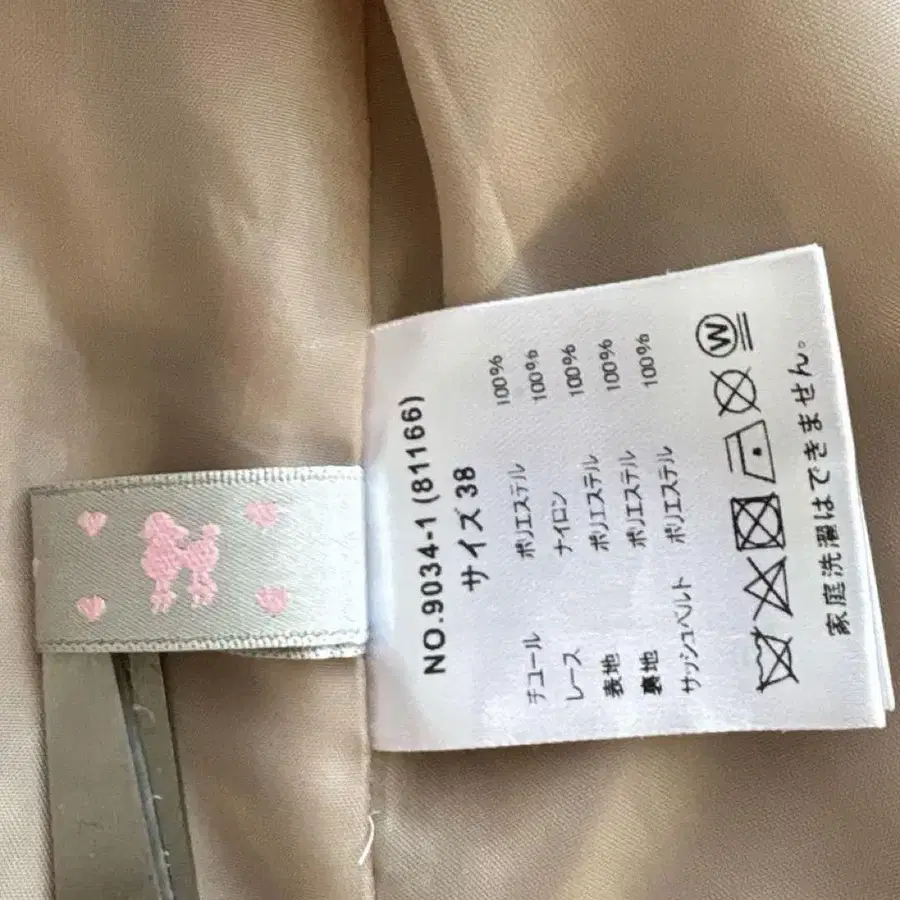 NO.9034-1 (81166)
サイズ 38
チュール ポリエステル 100%
レース ナイロン 100%
表地 ポリエステル 100%
裏地 ポリエステル 100%
サッシュベルト ポリエステル 100%
W
家庭洗濯はできません。